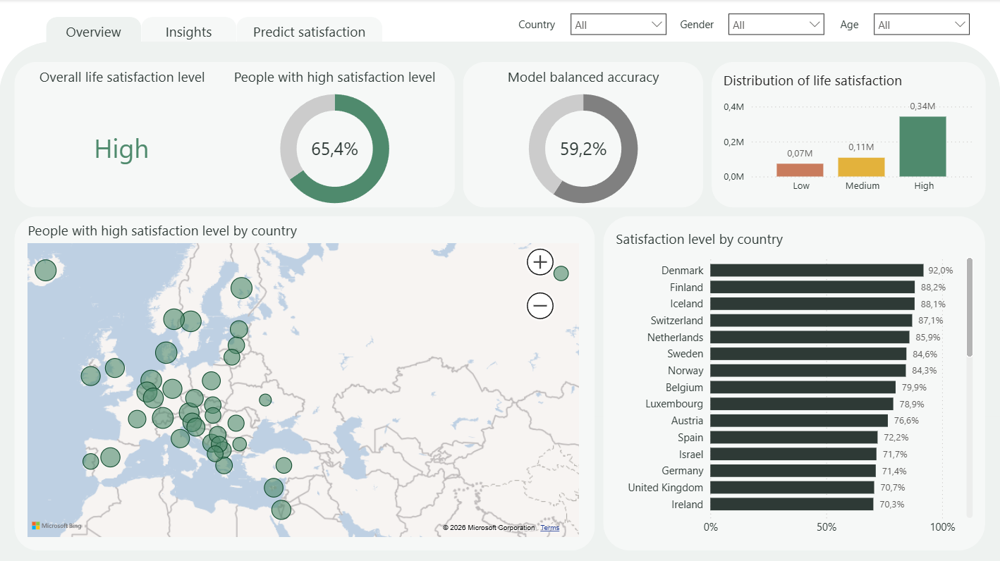 Overview
Insights
Predict satisfaction
Country
All
Gender
All
Age
All
Overall life satisfaction level
High
People with high satisfaction level
65,4%
Model balanced accuracy
59,2%
Distribution of life satisfaction
0,4M
0,2M
0,0M
0,07M
0,11M
0,34M
Low
Medium
High
People with high satisfaction level by country
Microsoft Bing
© 2026 Microsoft Corporation Terms
Satisfaction level by country
Denmark 92,0%
Finland 88,2%
Iceland 88,1%
Switzerland 87,1%
Netherlands 85,9%
Sweden 84,6%
Norway 84,3%
Belgium 79,9%
Luxembourg 78,9%
Austria 76,6%
Spain 72,2%
Israel 71,7%
Germany 71,4%
United Kingdom 70,7%
Ireland 70,3%
0% 50% 100%